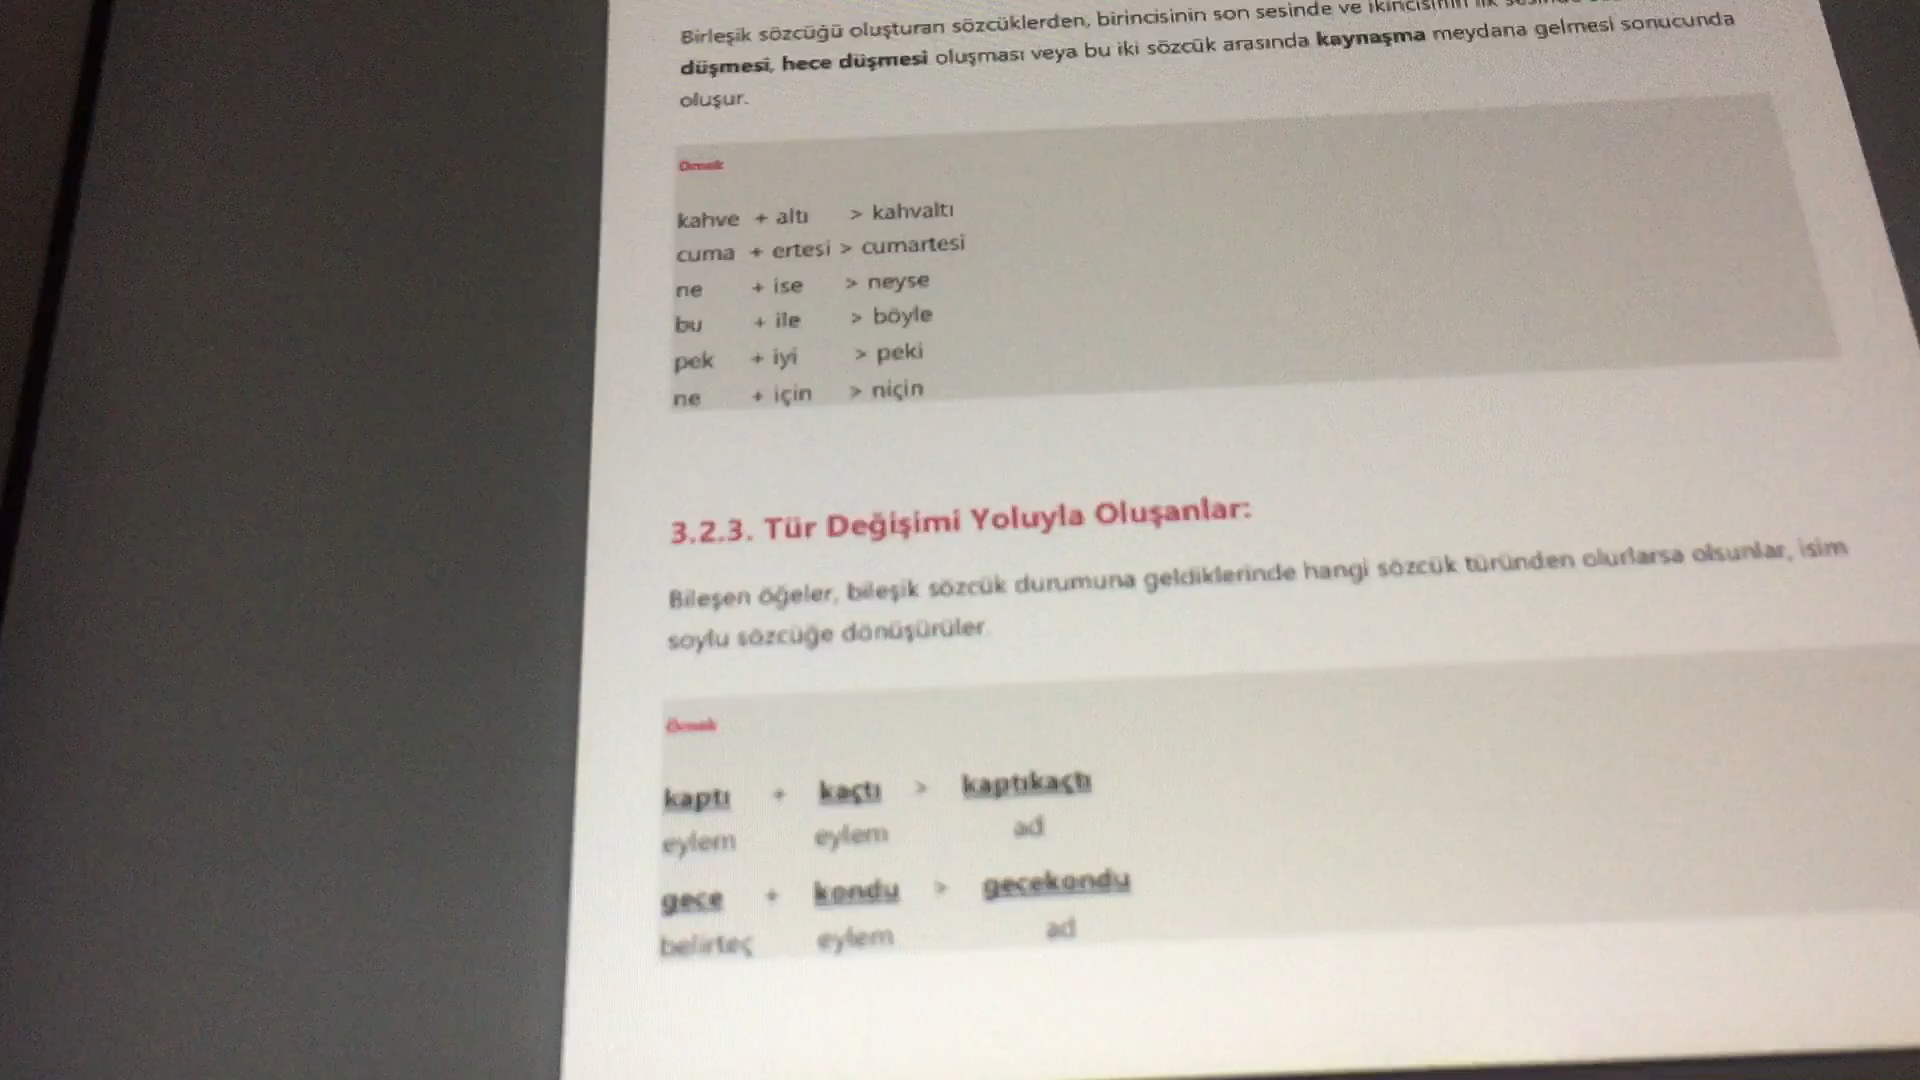 Birleşik sözcüğü oluşturan sözcüklerden, birincisinin son sesinde ve ikincisinin ilk
düşmesi, hece düşmesi oluşması veya bu iki sözcük arasında kaynaşma meydana gelmesi sonucunda
oluşur.
Örnek
kahve + altı > kahvaltı
cuma + ertesi > cumartesi
ne + ise > neyse
bu + ile > böyle
pek + iyi > peki
ne + için > niçin
3.2.3. Tür Değişimi Yoluyla Oluşanlar:
Bileşen öğeler, bileşik sözcük durumuna geldiklerinde hangi sözcük türünden olurlarsa olsunlar, isim
soylu sözcüğe dönüşürüler
Örnek
kaptı + kaçtı > kaptıkaçtı
eylem eylem ad
gece + kondu > gecekondu
belirteç eylem ad